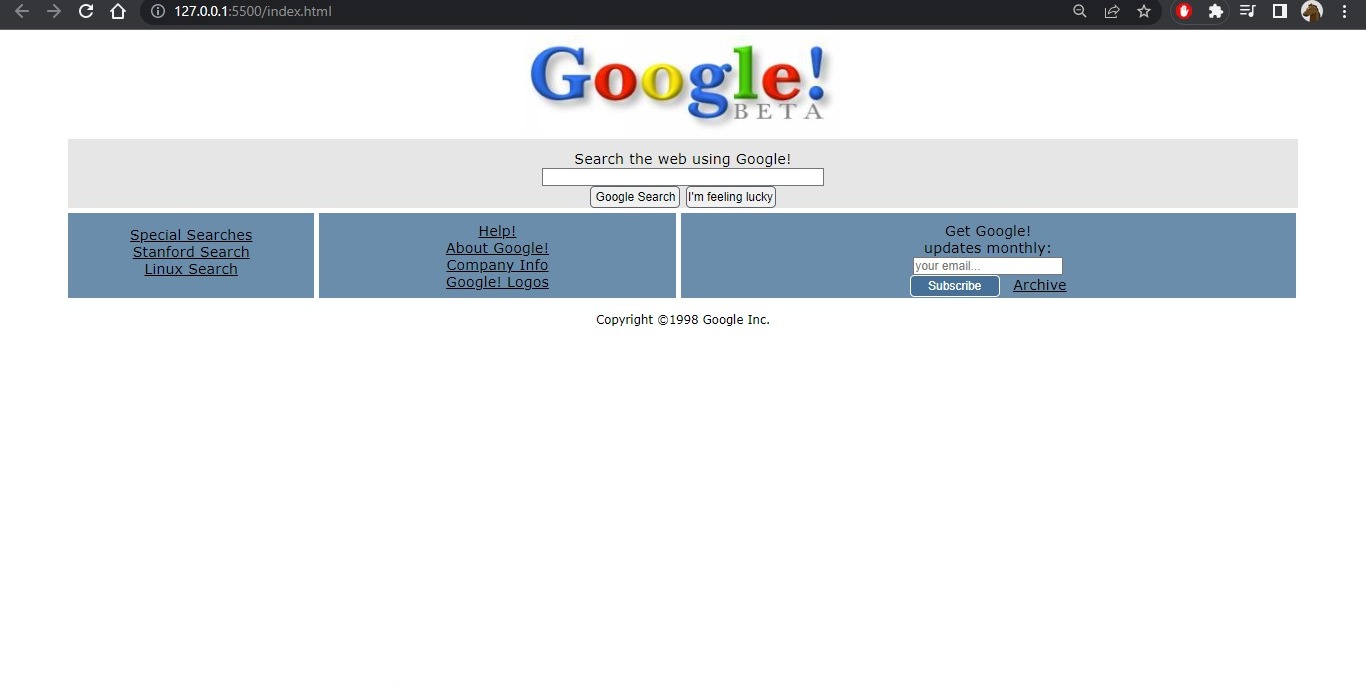 127.0.0.1:5500/index.html
Google!
BETA
Search the web using Google!
Google Search I'm feeling lucky
Special Searches
Stanford Search
Linux Search
Help!
About Google!
Company Info
Google! Logos
Get Google!
updates monthly:
your email...
Subscribe Archive
Copyright ©1998 Google Inc.